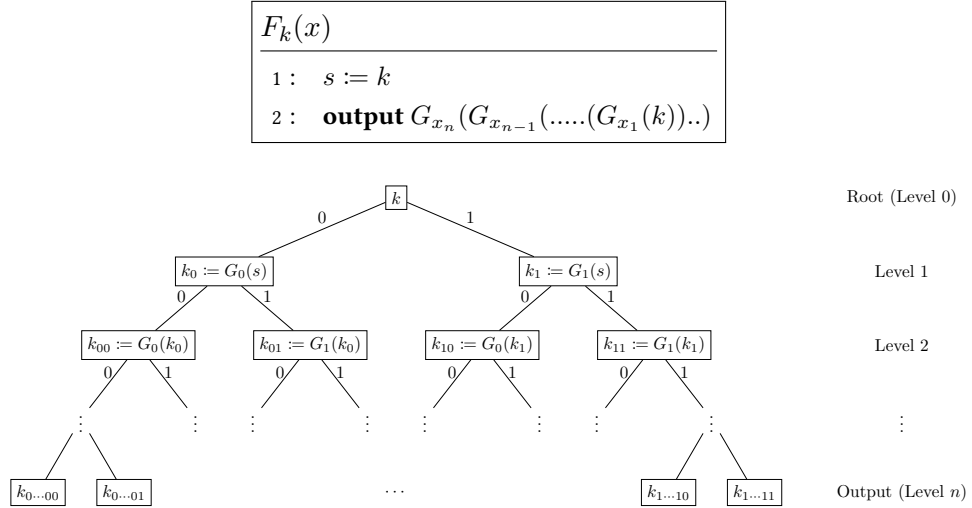 F_k(x)
1 : s := k
2 : output G_{x_n}(G_{x_{n-1}}(.....(G_{x_1}(k))..)
k Root (Level 0)
0 1
k_0 := G_0(s) k_1 := G_1(s) Level 1
0 1 0 1
k_{00} := G_0(k_0) k_{01} := G_1(k_0) k_{10} := G_0(k_1) k_{11} := G_1(k_1) Level 2
0 1 0 1 0 1 0 1
⋮ ⋮ ⋮ ⋮ ⋮ ⋮ ⋮ ⋮ ⋮
k_{0···00} k_{0···01} ··· k_{1···10} k_{1···11} Output (Level n)